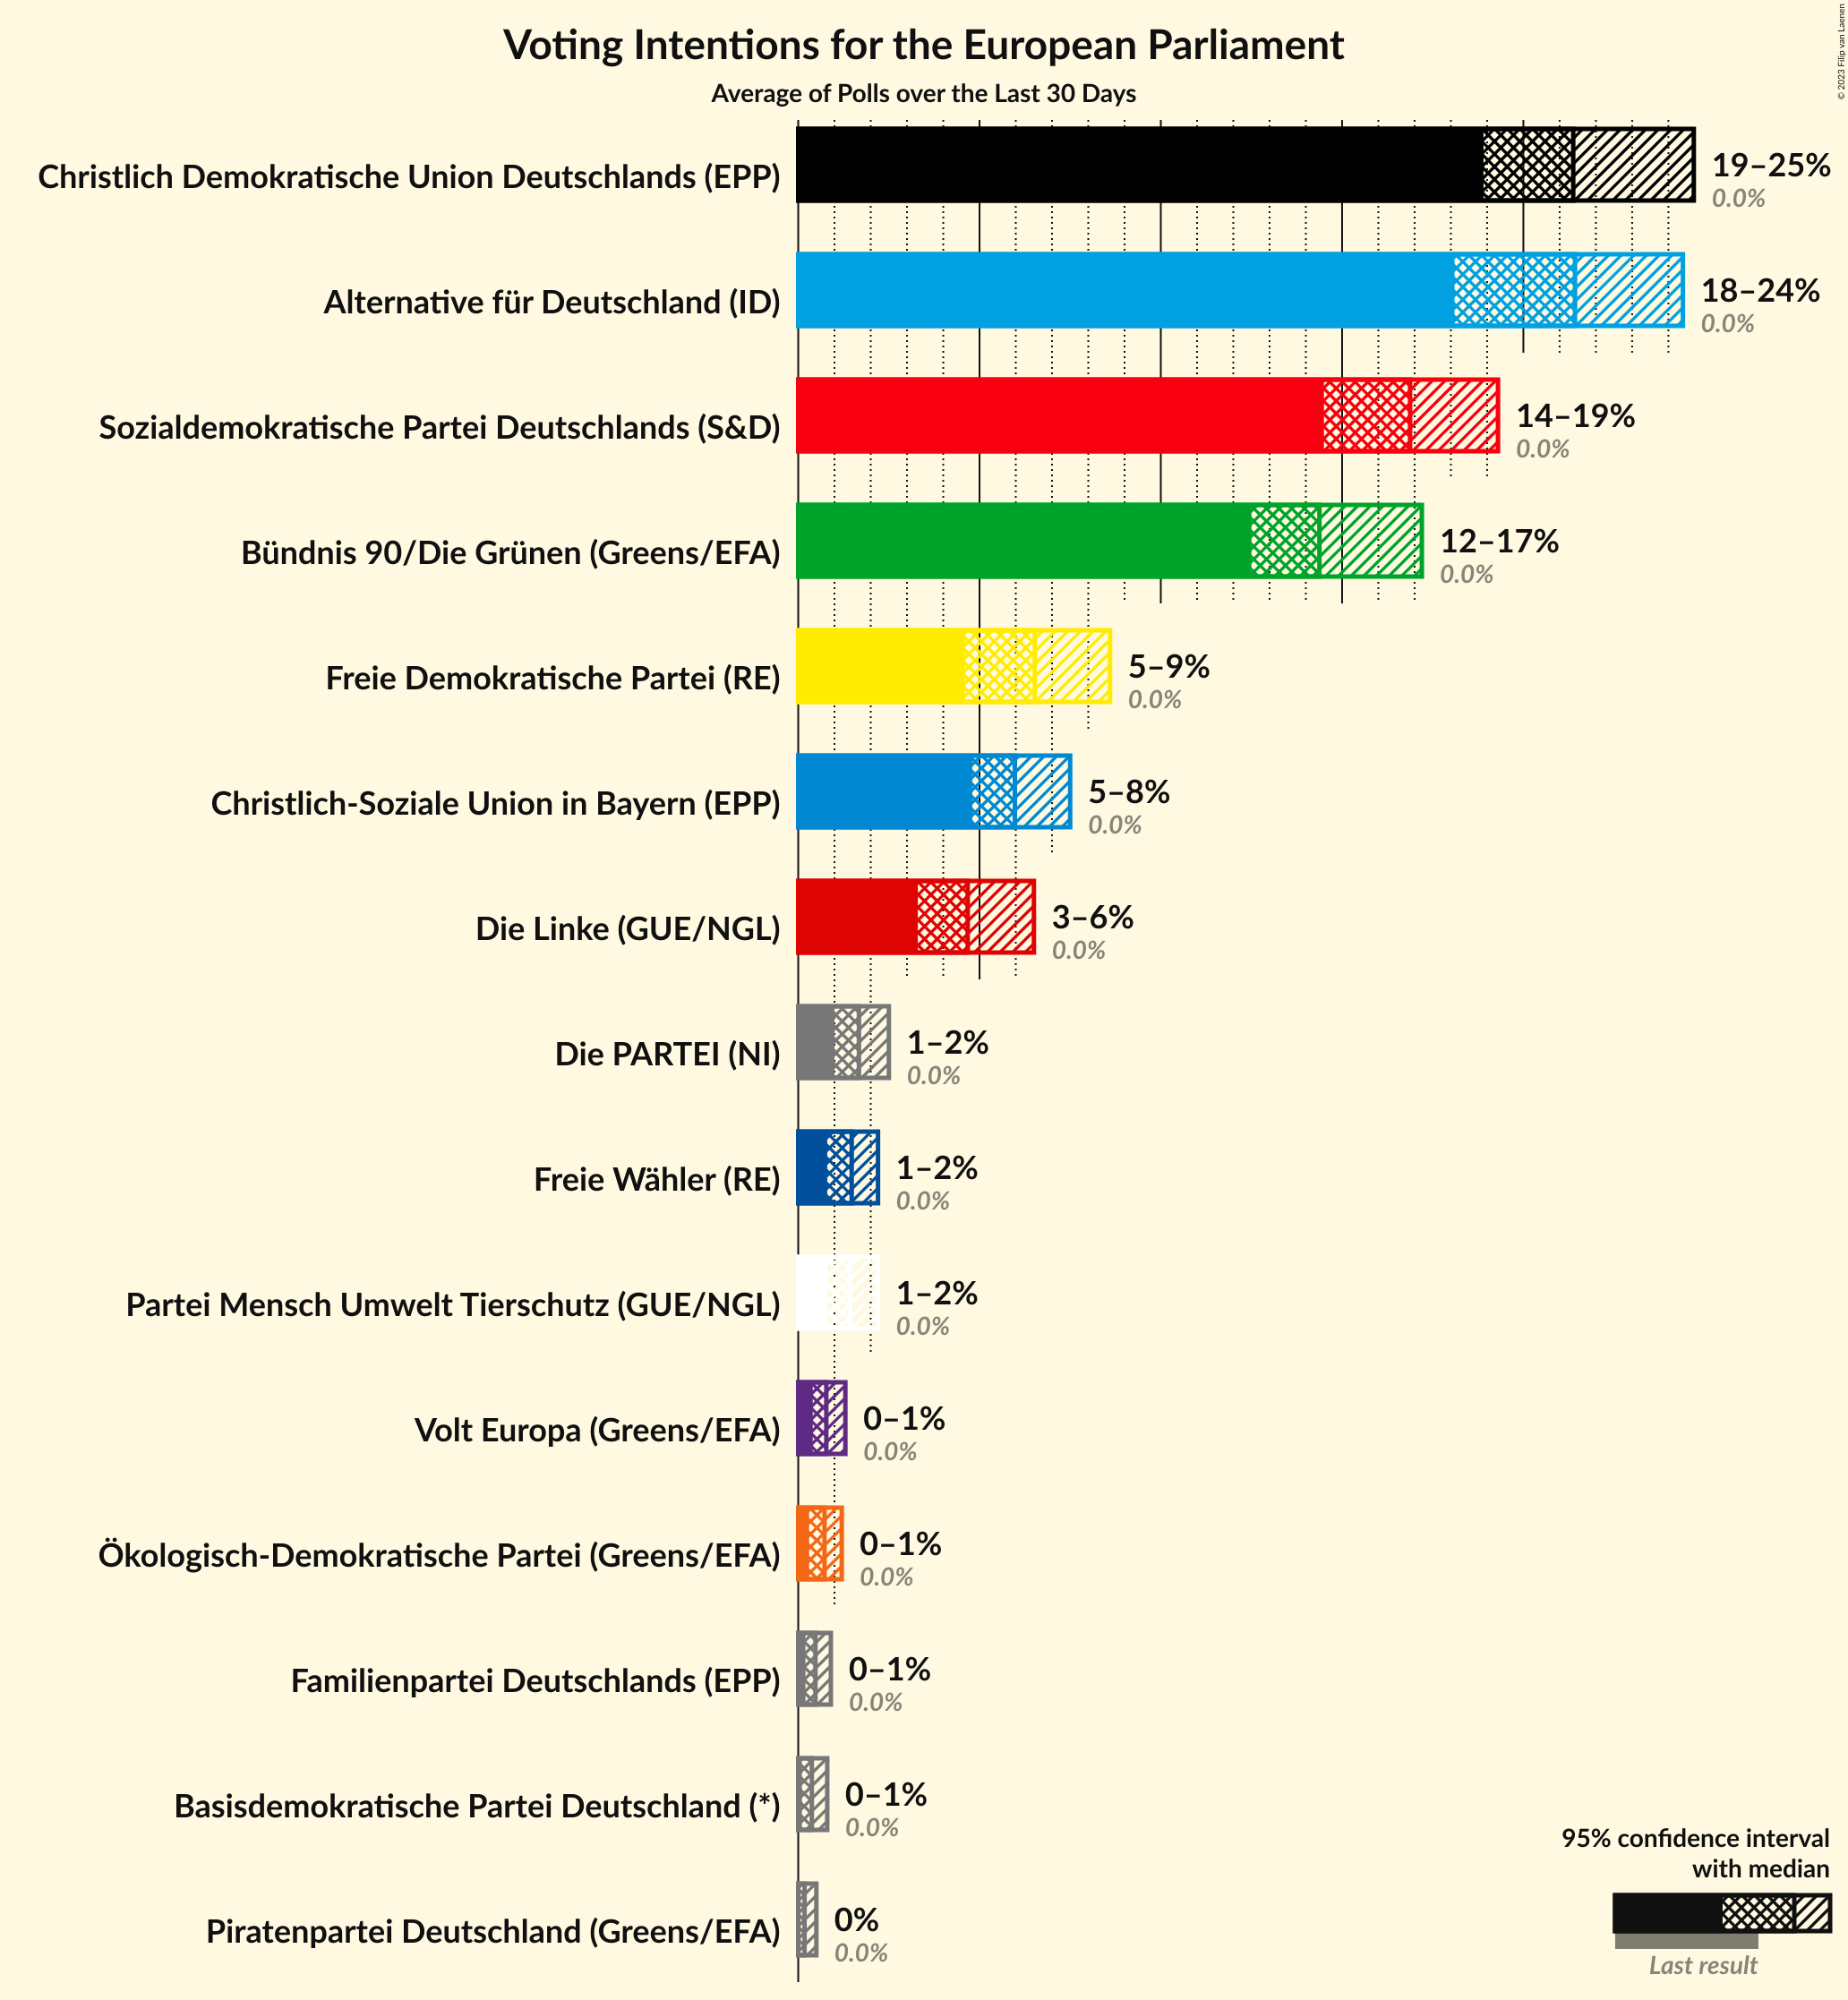 © 2023 Filip van Laenen
Voting Intentions for the European Parliament
Average of Polls over the Last 30 Days
Christlich Demokratische Union Deutschlands (EPP)
19–25%
0.0%
Alternative für Deutschland (ID)
18–24%
0.0%
Sozialdemokratische Partei Deutschlands (S&D)
14–19%
0.0%
Bündnis 90/Die Grünen (Greens/EFA)
12–17%
0.0%
Freie Demokratische Partei (RE)
5–9%
0.0%
Christlich-Soziale Union in Bayern (EPP)
5–8%
0.0%
Die Linke (GUE/NGL)
3–6%
0.0%
Die PARTEI (NI)
1–2%
0.0%
Freie Wähler (RE)
1–2%
0.0%
Partei Mensch Umwelt Tierschutz (GUE/NGL)
1–2%
0.0%
Volt Europa (Greens/EFA)
0–1%
0.0%
Ökologisch-Demokratische Partei (Greens/EFA)
0–1%
0.0%
Familienpartei Deutschlands (EPP)
0–1%
0.0%
Basisdemokratische Partei Deutschland (*)
0–1%
0.0%
Piratenpartei Deutschland (Greens/EFA)
0%
0.0%
95% confidence interval
with median
Last result